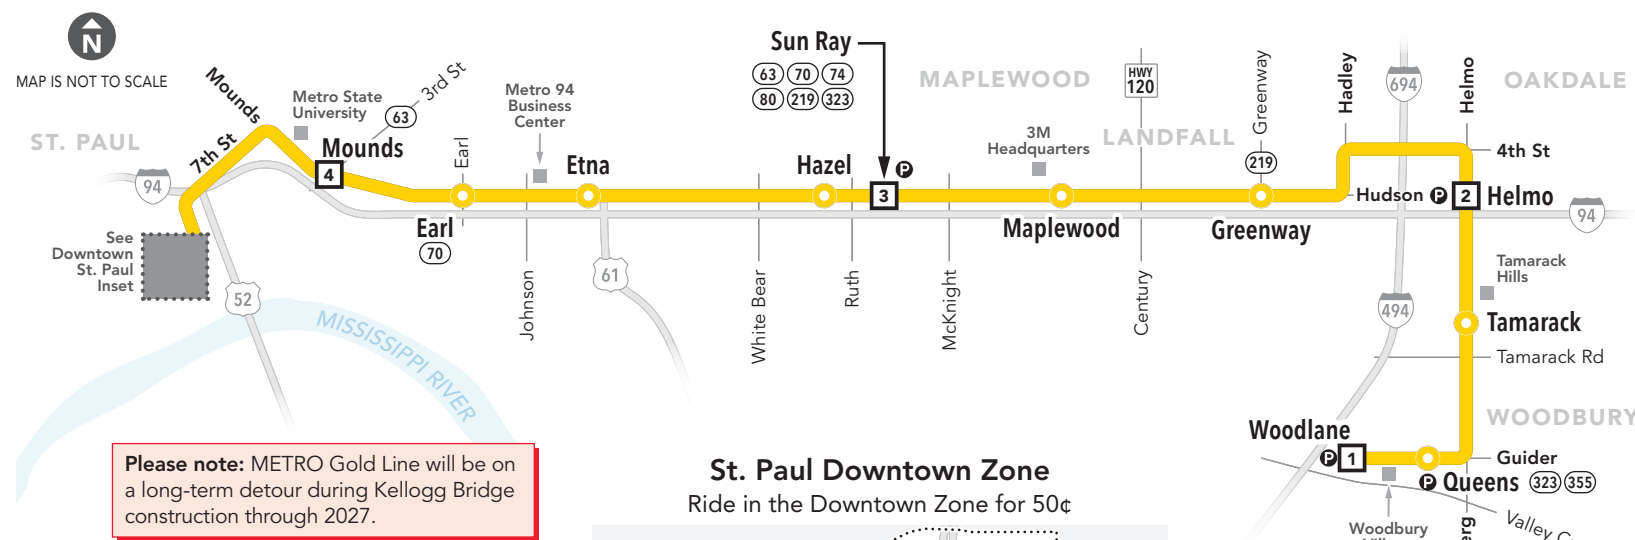 N
MAP IS NOT TO SCALE
ST. PAUL
94
Mounds
7th St
Metro State
University
63
3rd St
Mounds
4
Earl
Earl
70
Metro 94
Business
Center
Etna
Johnson
61
52
See
Downtown
St. Paul
Inset
MISSISSIPPI RIVER
Sun Ray
63 70 74
80 219 323
Hazel
P
3
White Bear
Ruth
McKnight
MAPLEWOOD
3M
Headquarters
Maplewood
HWY
120
LANDFALL
Century
Greenway
219
Greenway
Hadley
694
Helmo
OAKDALE
4th St
Hudson P 2 Helmo
94
Tamarack
Hills
494
Tamarack
Tamarack Rd
WOODBURY
Woodlane
P 1
Guider
P Queens 323 355
Woodbury
Valley
Please note: METRO Gold Line will be on
a long-term detour during Kellogg Bridge
construction through 2027.
St. Paul Downtown Zone
Ride in the Downtown Zone for 50¢